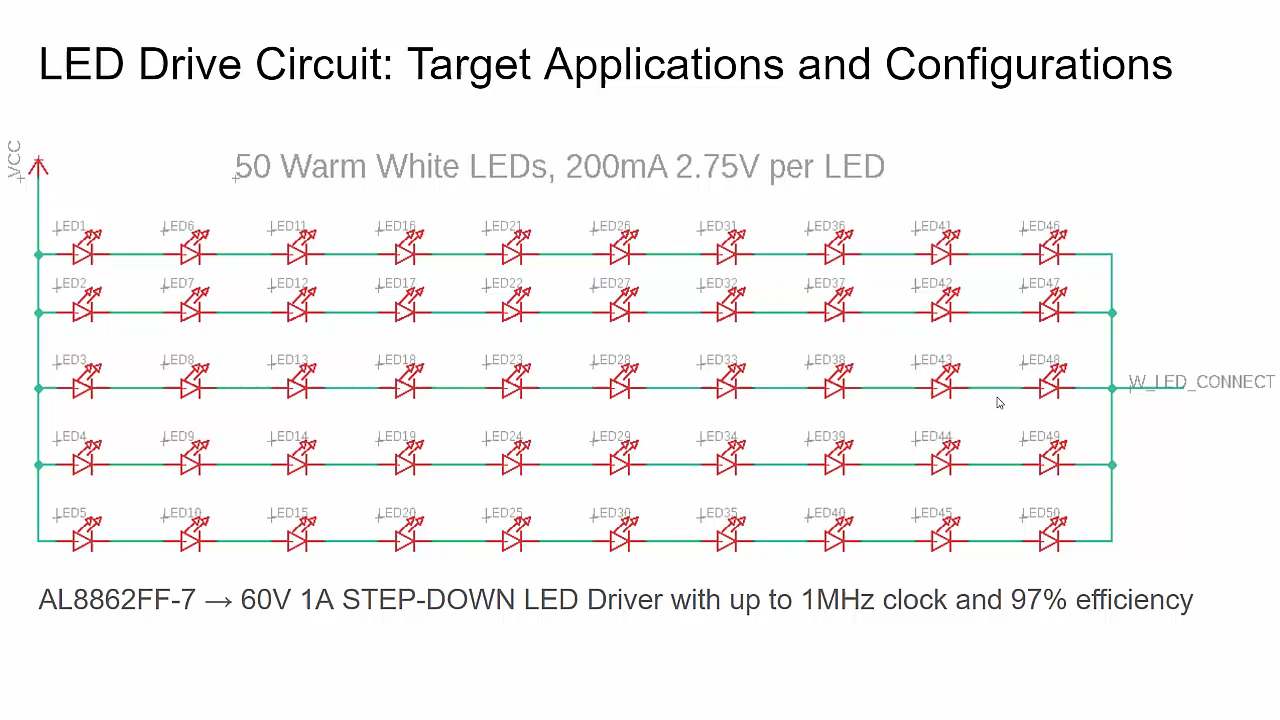 LED Drive Circuit: Target Applications and Configurations
VCC
50 Warm White LEDs, 200mA 2.75V per LED
LED1 LED6 LED11 LED16 LED21 LED26 LED31 LED36 LED41 LED46
LED2 LED7 LED12 LED17 LED22 LED27 LED32 LED37 LED42 LED47
LED3 LED8 LED13 LED18 LED23 LED28 LED33 LED38 LED43 LED48
W_LED_CONNECT
LED4 LED9 LED14 LED19 LED24 LED29 LED34 LED39 LED44 LED49
LED5 LED10 LED15 LED20 LED25 LED30 LED35 LED40 LED45 LED50
AL8862FF-7 → 60V 1A STEP-DOWN LED Driver with up to 1MHz clock and 97% efficiency